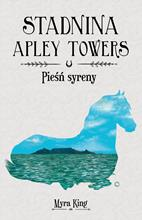 STADNINA
APLEY TOWERS
Pieśń syreny
Myra King